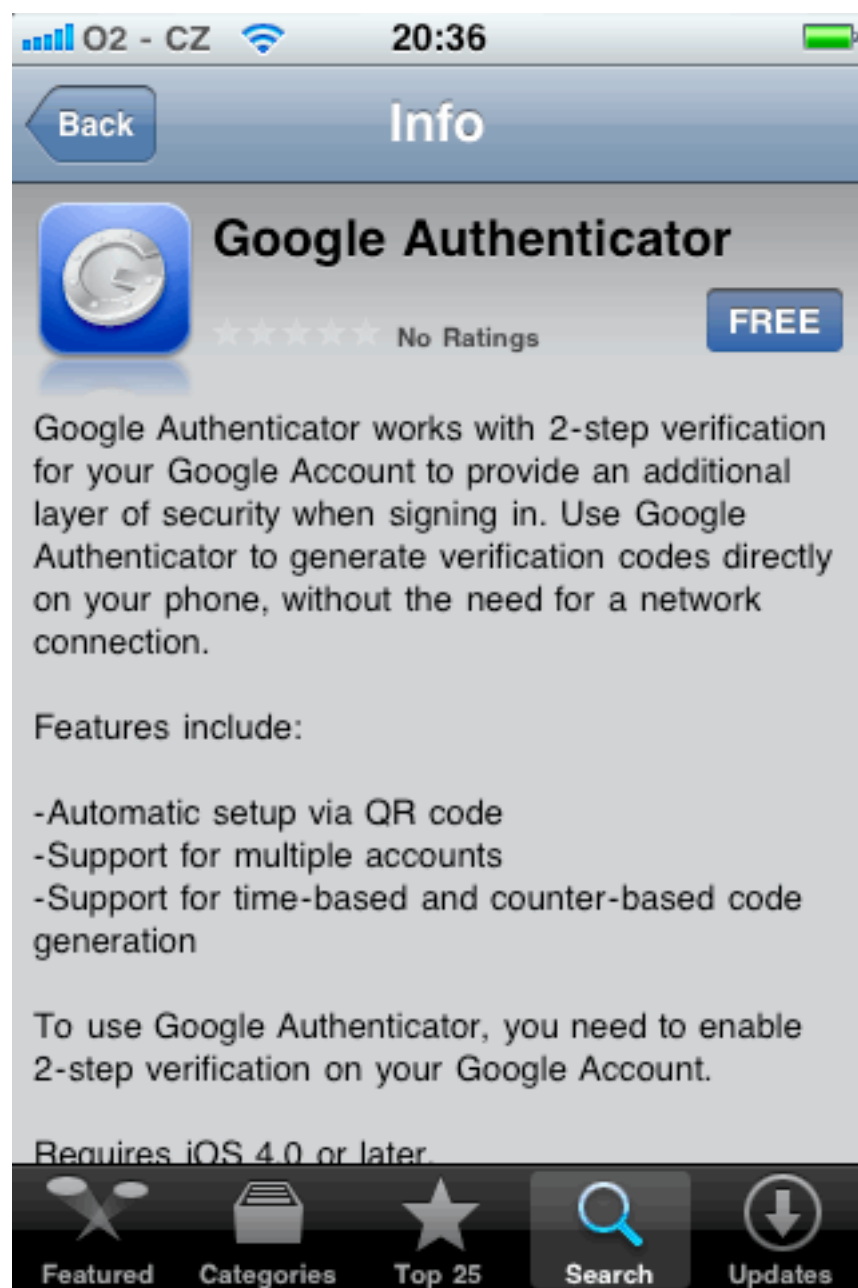 O2 - CZ 20:36
Back Info
Google Authenticator
No Ratings FREE
Google Authenticator works with 2-step verification
for your Google Account to provide an additional
layer of security when signing in. Use Google
Authenticator to generate verification codes directly
on your phone, without the need for a network
connection.
Features include:
-Automatic setup via QR code
-Support for multiple accounts
-Support for time-based and counter-based code
generation
To use Google Authenticator, you need to enable
2-step verification on your Google Account.
Requires iOS 4.0 or later.
Featured Categories Top 25 Search Updates